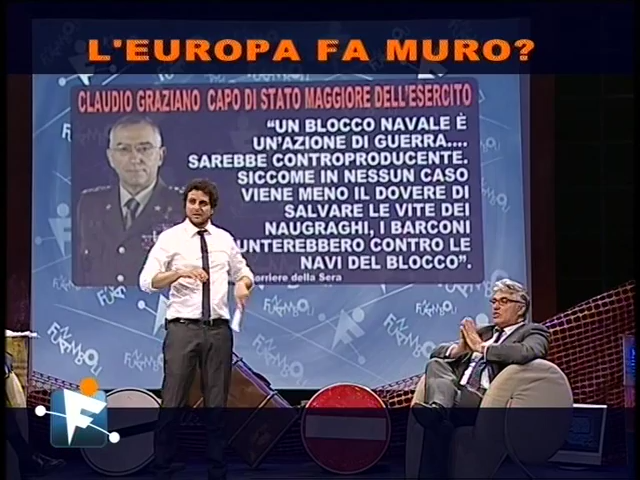 L'EUROPA FA MURO?
CLAUDIO GRAZIANO CAPO DI STATO MAGGIORE DELL'ESERCITO
“UN BLOCCO NAVALE È
UN'AZIONE DI GUERRA....
SAREBBE CONTROPRODUCENTE.
SICCOME IN NESSUN CASO
VIENE MENO IL DOVERE DI
SALVARE LE VITE DEI
NAUGRAGHI, I BARCONI
UNTEREBBERO CONTRO LE
NAVI DEL BLOCCO”.
orriere della Sera